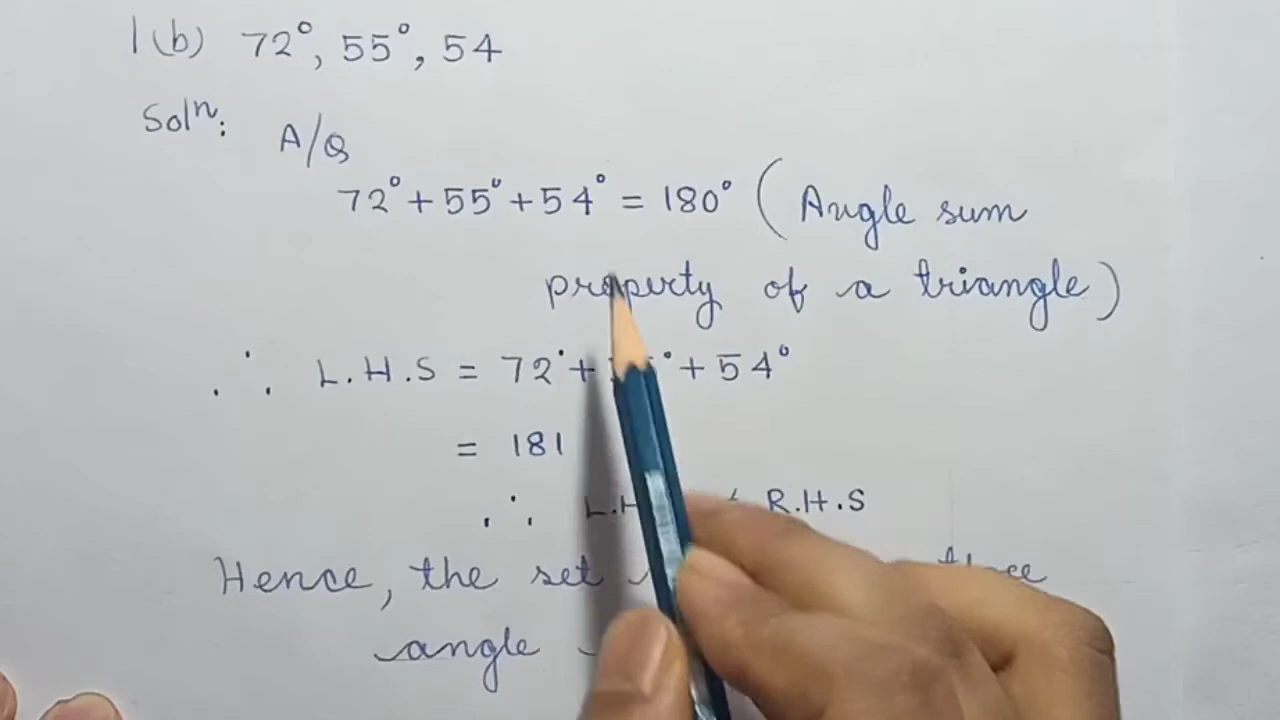 1(b) 72°, 55°, 54
Solⁿ: A/Q
72° + 55° + 54° = 180° (Angle sum
property of a triangle)
∴ L.H.S = 72° + + 54°
= 181
∴ R.H.S
Hence, the set
angle